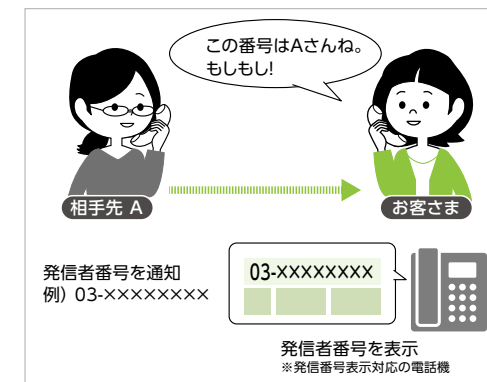 この番号はAさんね。
もしもし!
相手先 A
お客さま
発信者番号を通知
例) 03-××××××××
03-××××××××
発信者番号を表示
※発信番号表示対応の電話機